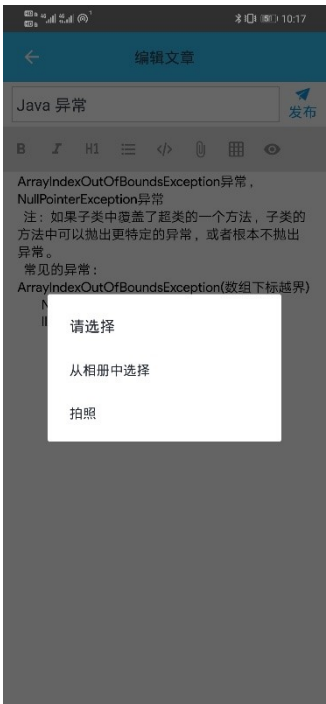 10:17
编辑文章
Java 异常
发布
B I H1 </>
ArrayIndexOutOfBoundsException异常，
NullPointerException异常
注：如果子类中覆盖了超类的一个方法，子类的
方法中可以抛出更特定的异常，或者根本不抛出
异常。
常见的异常：
ArrayIndexOutOfBoundsException(数组下标越界)
请选择
从相册中选择
拍照